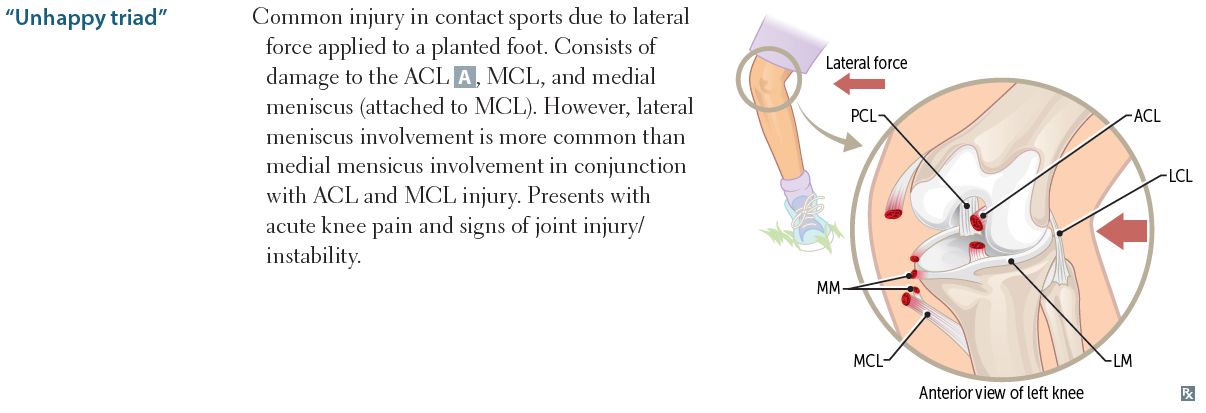 “Unhappy triad”
Common injury in contact sports due to lateral
force applied to a planted foot. Consists of
damage to the ACL A, MCL, and medial
meniscus (attached to MCL). However, lateral
meniscus involvement is more common than
medial mensicus involvement in conjunction
with ACL and MCL injury. Presents with
acute knee pain and signs of joint injury/
instability.
Lateral force
PCL
ACL
LCL
MM
MCL
LM
Anterior view of left knee
Rx